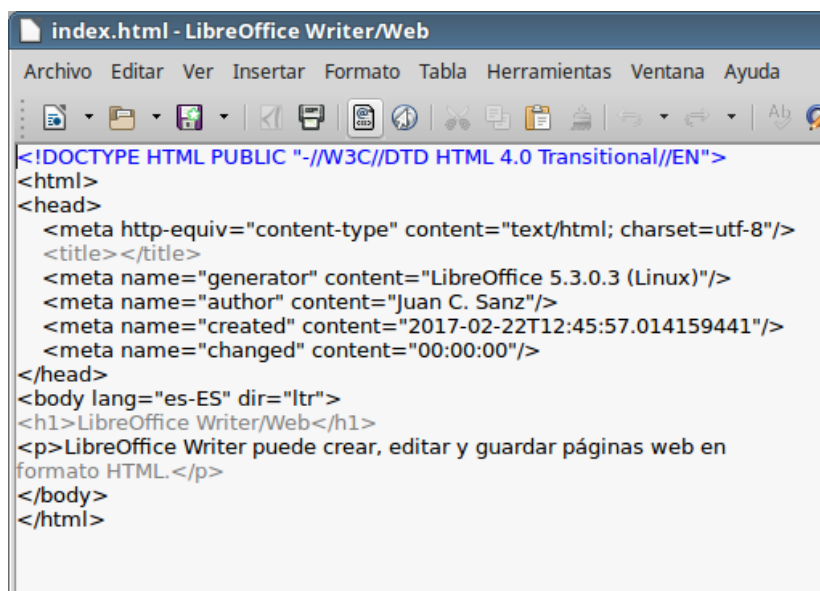 index.html - LibreOffice Writer/Web
Archivo Editar Ver Insertar Formato Tabla Herramientas Ventana Ayuda
Ab
<!DOCTYPE HTML PUBLIC "-//W3C//DTD HTML 4.0 Transitional//EN">
<html>
<head>
<meta http-equiv="content-type" content="text/html; charset=utf-8"/>
<title></title>
<meta name="generator" content="LibreOffice 5.3.0.3 (Linux)"/>
<meta name="author" content="Juan C. Sanz"/>
<meta name="created" content="2017-02-22T12:45:57.014159441"/>
<meta name="changed" content="00:00:00"/>
</head>
<body lang="es-ES" dir="ltr">
<h1>LibreOffice Writer/Web</h1>
<p>LibreOffice Writer puede crear, editar y guardar páginas web en
formato HTML.</p>
</body>
</html>